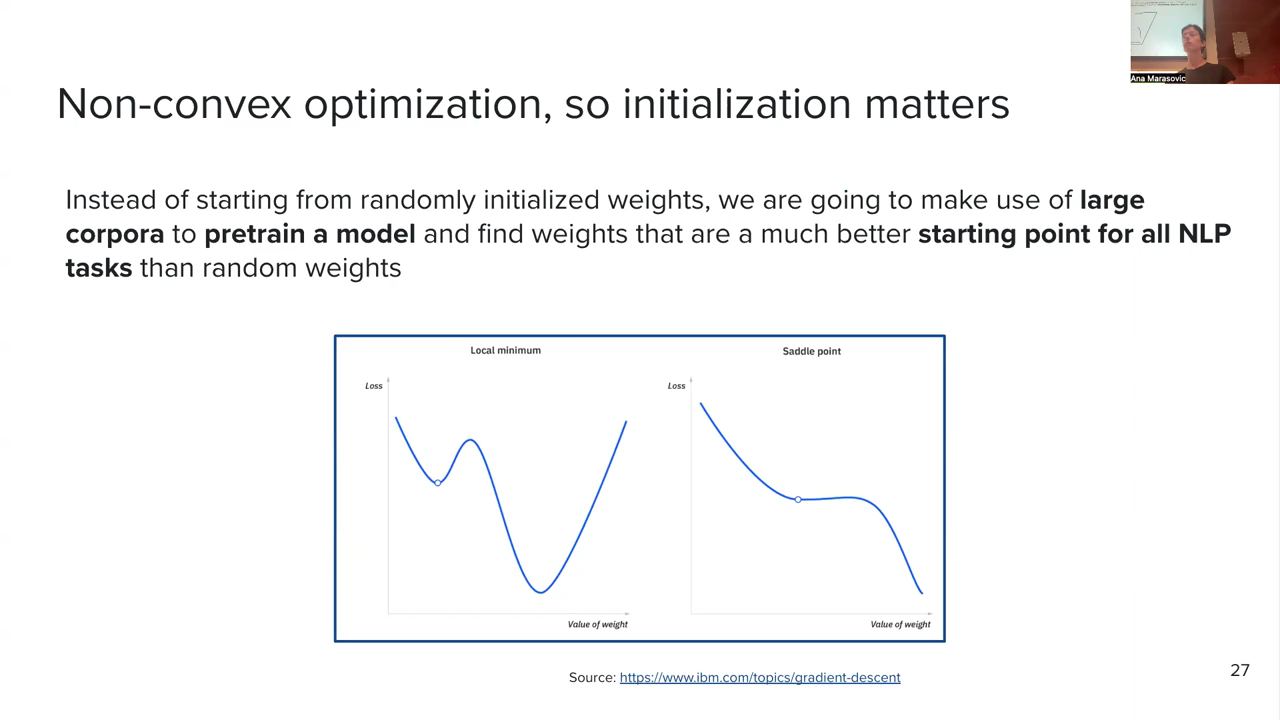 Ana Marasovic
Non-convex optimization, so initialization matters
Instead of starting from randomly initialized weights, we are going to make use of large
corpora to pretrain a model and find weights that are a much better starting point for all NLP
tasks than random weights
Local minimum
Loss
Value of weight
Saddle point
Loss
Value of weight
Source: https://www.ibm.com/topics/gradient-descent
27